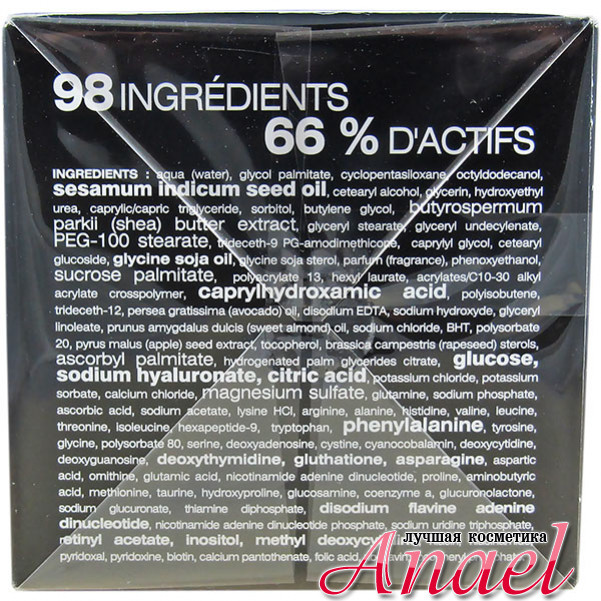 98 INGRÉDIENTS
66 % D'ACTIFS
INGREDIENTS : aqua (water), glycol palmitate, cyclopentasiloxane, octyldodecanol,
sesamum indicum seed oil, cetearyl alcohol, glycerin, hydroxyethyl
urea, caprylic/capric triglyceride, sorbitol, butylene glycol, butyrospermum
parkii (shea) butter extract, glyceryl stearate, glyceryl undecylenate,
PEG-100 stearate, trideceth-9 PG-amodimethicone, caprylyl glycol, cetearyl
glucoside, glycine soja oil, glycine soja sterol, parfum (fragrance), phenoxyethanol,
sucrose palmitate, polyacrylate 13, hexyl laurate, acrylates/C10-30 alkyl
acrylate crosspolymer, caprylhydroxamic acid, polyisobutene,
trideceth-12, persea gratissima (avocado) oil, disodium EDTA, sodium hydroxyde, glyceryl
linoleate, prunus amygdalus dulcis (sweet almond) oil, sodium chloride, BHT, polysorbate
20, pyrus malus (apple) seed extract, tocopherol, brassica campestris (rapeseed) sterols,
ascorbyl palmitate, hydrogenated palm glycerides citrate, glucose,
sodium hyaluronate, citric acid, potassium chloride, potassium
sorbate, calcium chloride, magnesium sulfate, glutamine, sodium phosphate,
ascorbic acid, sodium acetate, lysine HCl, arginine, alanine, histidine, valine, leucine,
threonine, isoleucine, hexapeptide-9, tryptophan, phenylalanine, tyrosine,
glycine, polysorbate 80, serine, deoxyadenosine, cystine, cyanocobalamin, deoxycytidine,
deoxyguanosine, deoxythymidine, gluthatione, asparagine, aspartic
acid, ornithine, glutamic acid, nicotinamide adenine dinucleotide, proline, aminobutyric
acid, methionine, taurine, hydroxyproline, glucosamine, coenzyme a, glucuronolactone,
sodium glucuronate, thiamine diphosphate, disodium flavine adenine
dinucleotide, nicotinamide adenine dinucleotide phosphate, sodium uridine triphosphate,
retinyl acetate, inositol, methyl deoxycy
pyridoxal, pyridoxine, biotin, calcium pantothenate, folic acid,
лучшая косметика
Anael